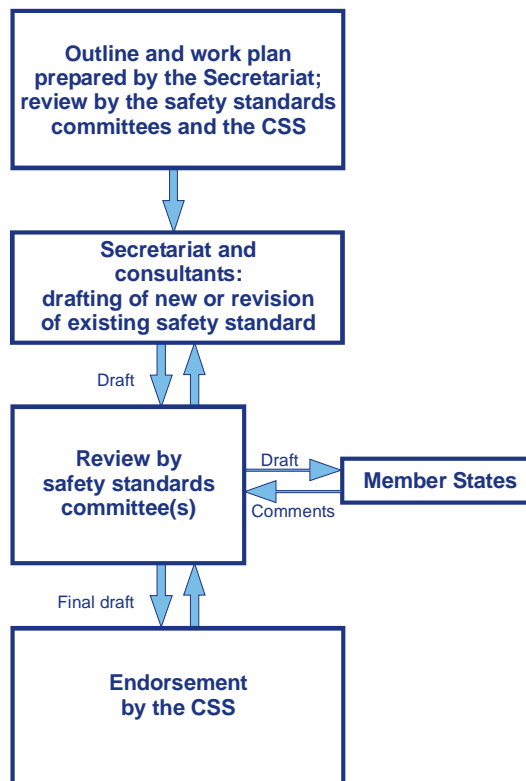 Outline and work plan
prepared by the Secretariat;
review by the safety standards
committees and the CSS
Secretariat and
consultants:
drafting of new or revision
of existing safety standard
Draft
Review by
safety standards
committee(s)
Draft
Member States
Comments
Final draft
Endorsement
by the CSS